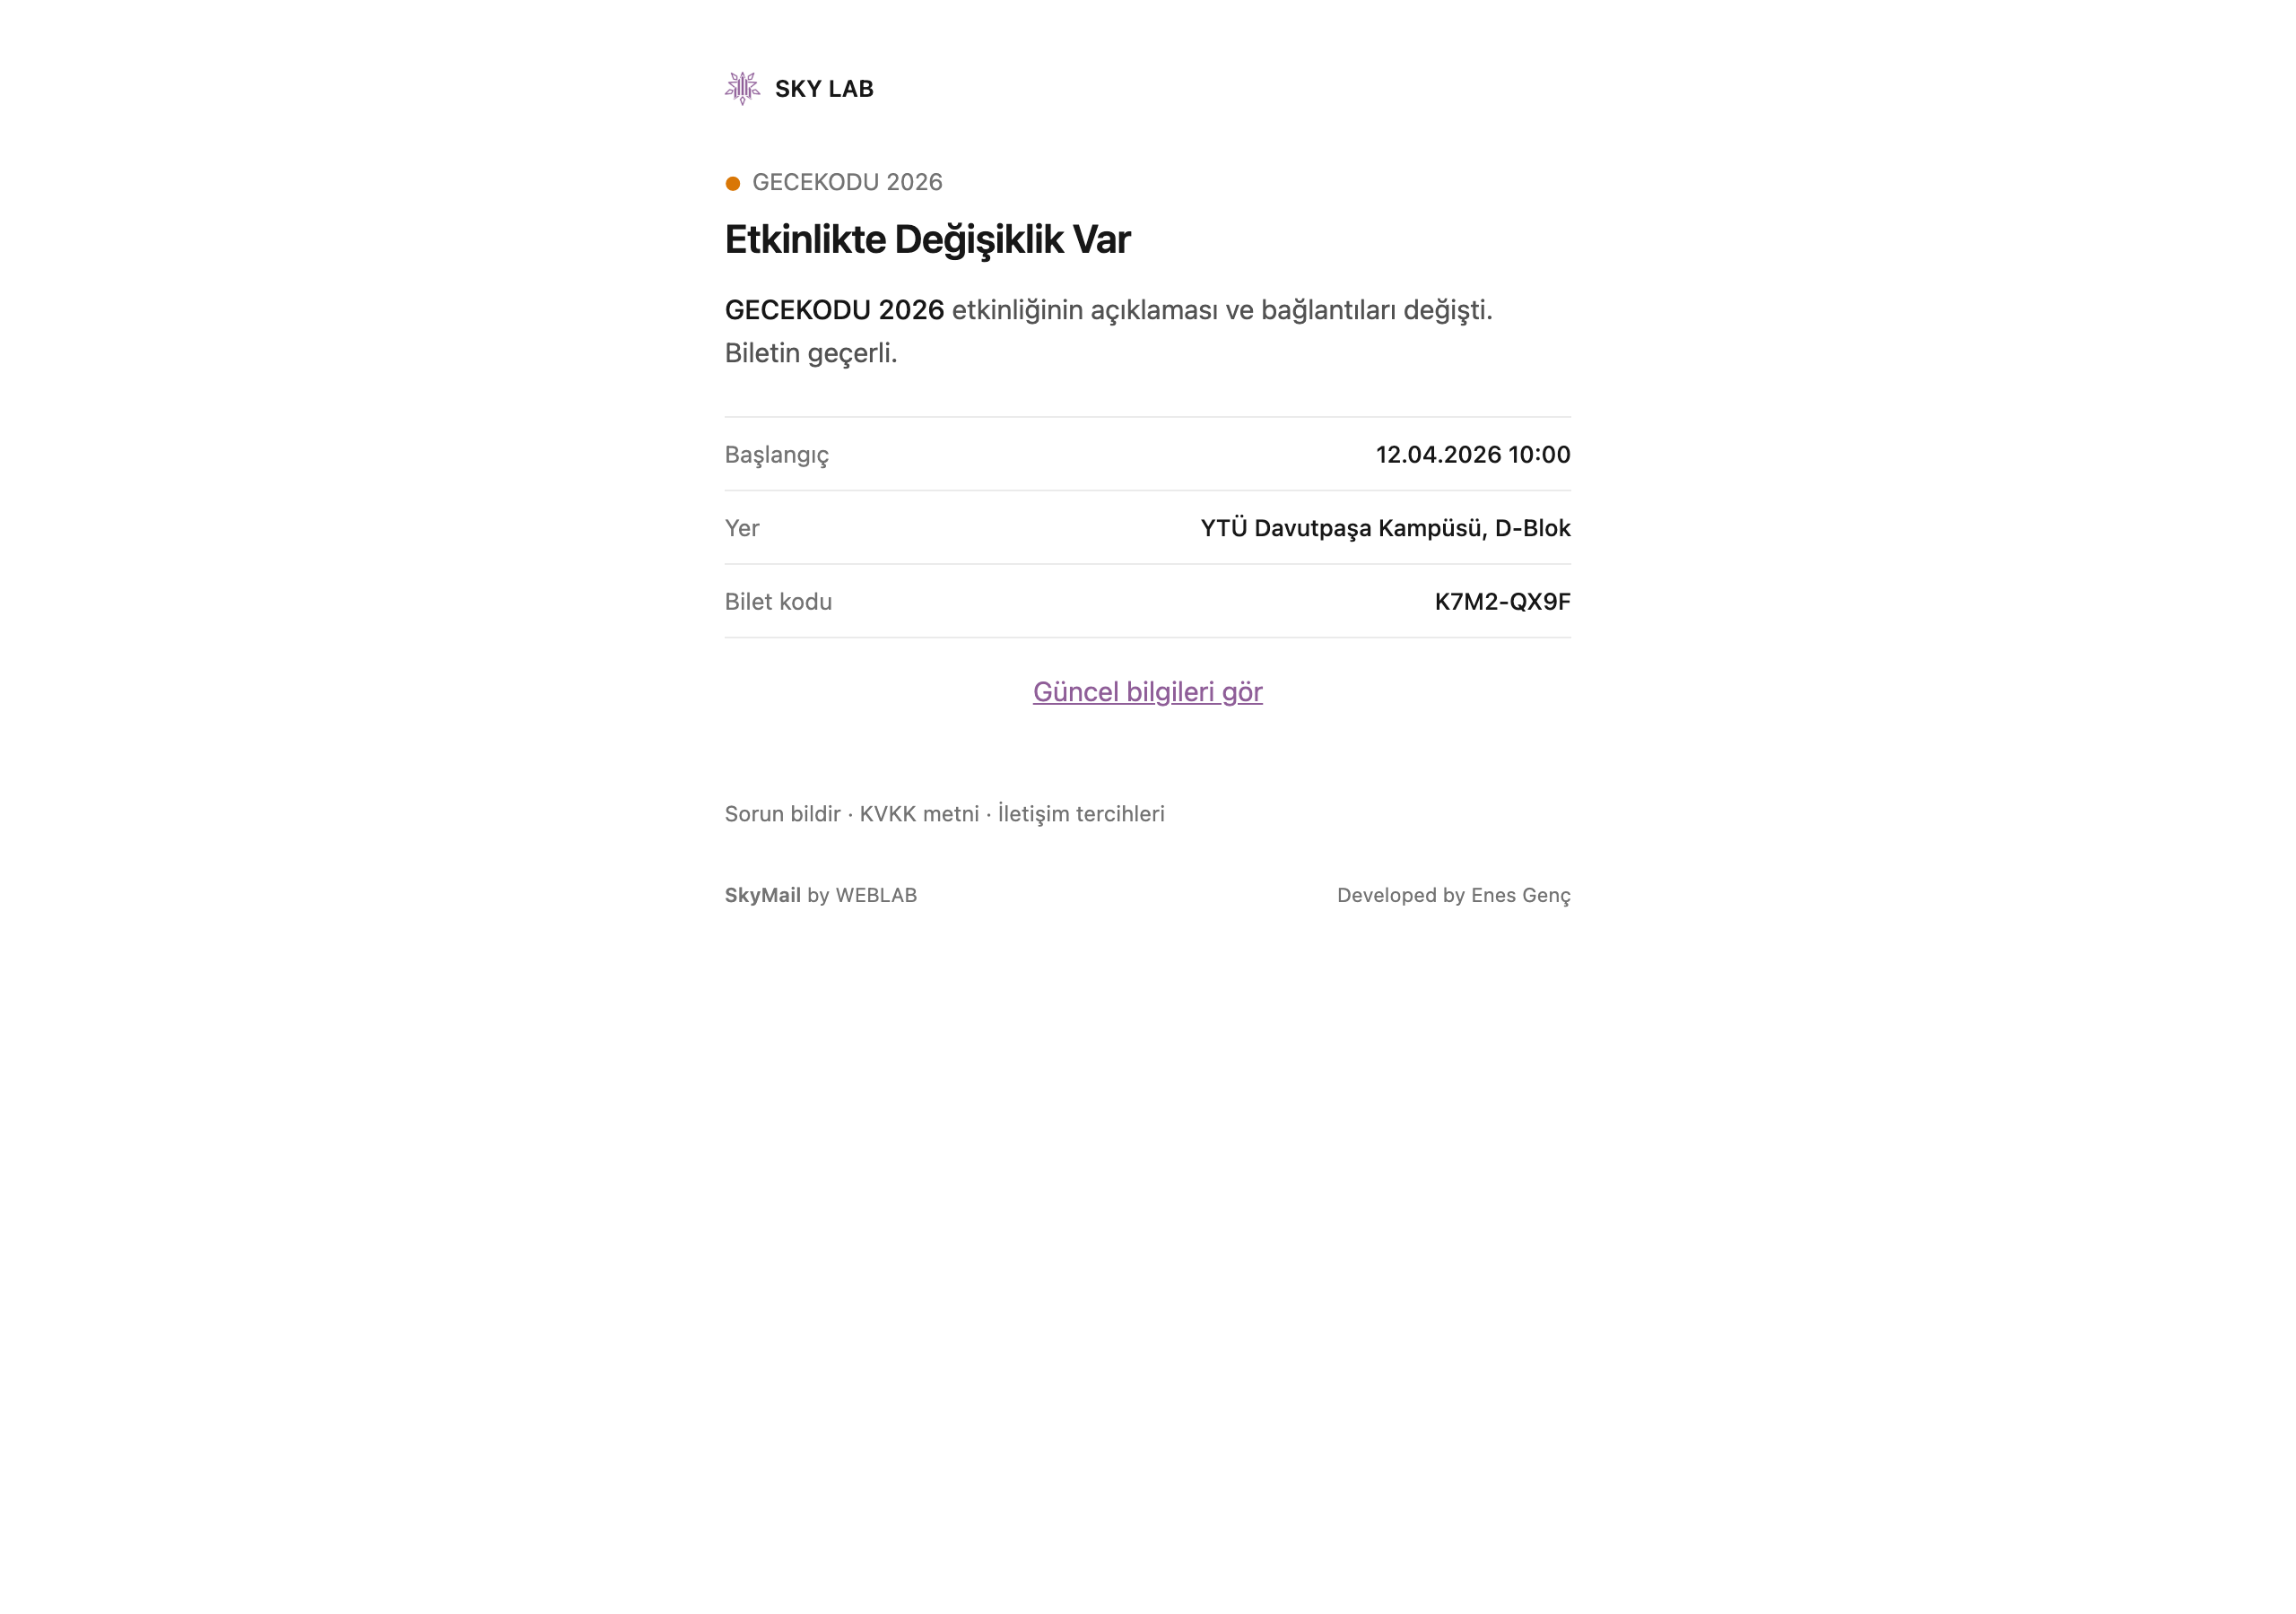 SKY LAB
GECEKODU 2026
Etkinlikte Değişiklik Var
GECEKODU 2026 etkinliğinin açıklaması ve bağlantıları değişti.
Biletin geçerli.
Başlangıç 12.04.2026 10:00
Yer YTÜ Davutpaşa Kampüsü, D-Blok
Bilet kodu K7M2-QX9F
Güncel bilgileri gör
Sorun bildir · KVKK metni · İletişim tercihleri
SkyMail by WEBLAB Developed by Enes Genç